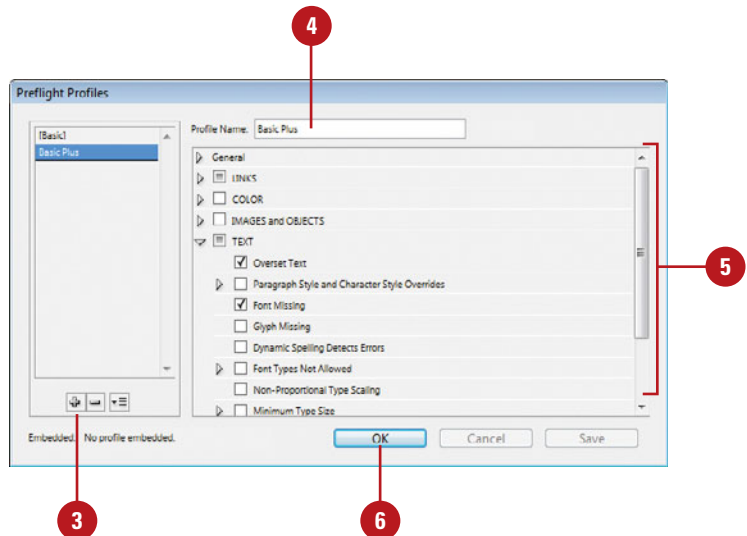 4
Preflight Profiles
[Basic]
Basic Plus
Profile Name: Basic Plus
General
LINKS
COLOR
IMAGES and OBJECTS
TEXT
Overset Text
Paragraph Style and Character Style Overrides
Font Missing
Glyph Missing
Dynamic Spelling Detects Errors
Font Types Not Allowed
Non-Proportional Type Scaling
Minimum Type Size
5
Embedded: No profile embedded.
OK Cancel Save
3 6